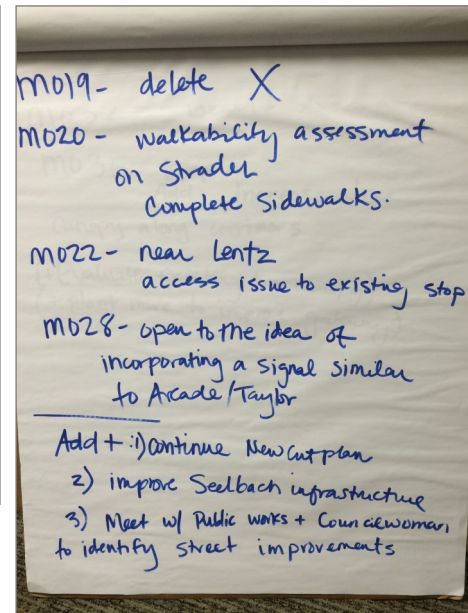 M019- delete X
M020 - walkability assessment
on Strader
Complete Sidewalks.
M022- near Lentz
access issue to existing stop
M028- open to the idea of
incorporating a signal similar
to Arcade/Taylor
Add + :1) Continue New Cut plan
2) improve Seelbach infrastructure
3) Meet w/ Public works + Councilwoman
to identify street improvements